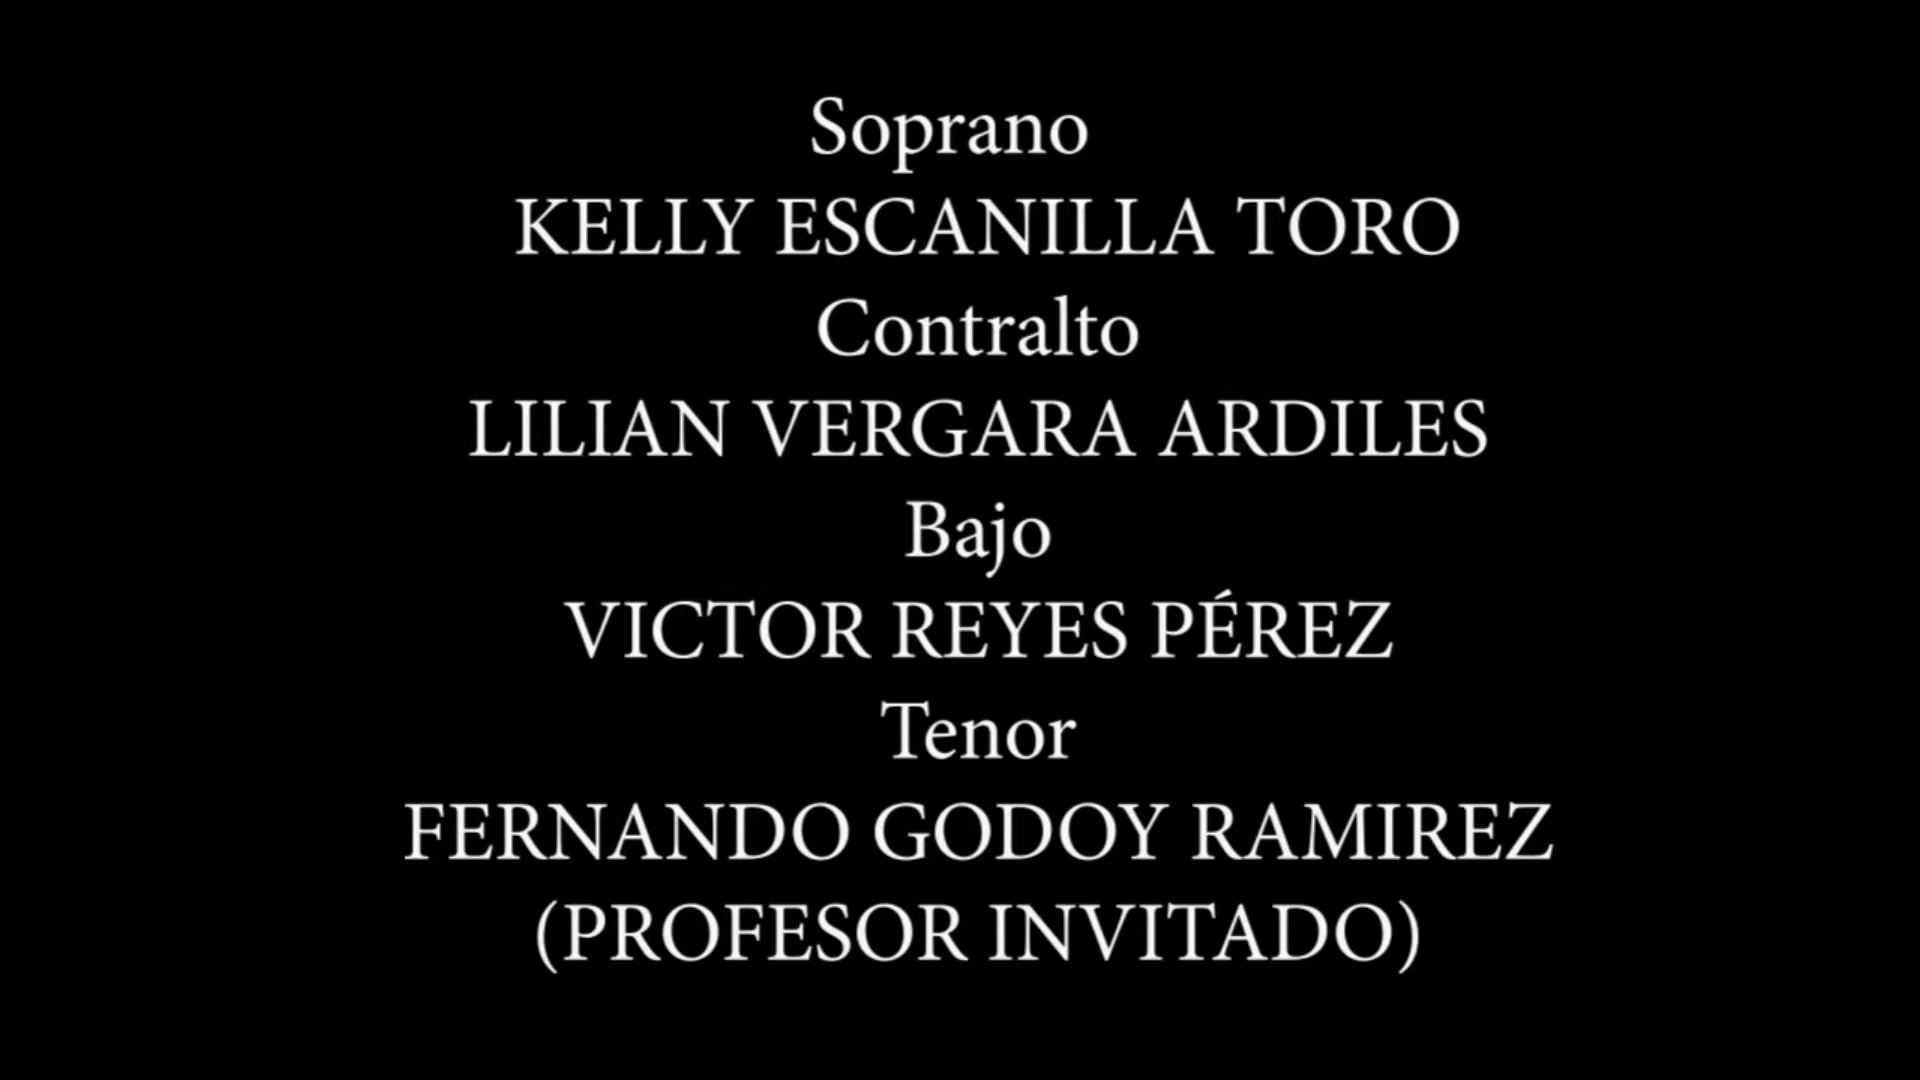 Soprano
KELLY ESCANILLA TORO
Contralto
LILIAN VERGARA ARDILES
Bajo
VICTOR REYES PÉREZ
Tenor
FERNANDO GODOY RAMIREZ
(PROFESOR INVITADO)